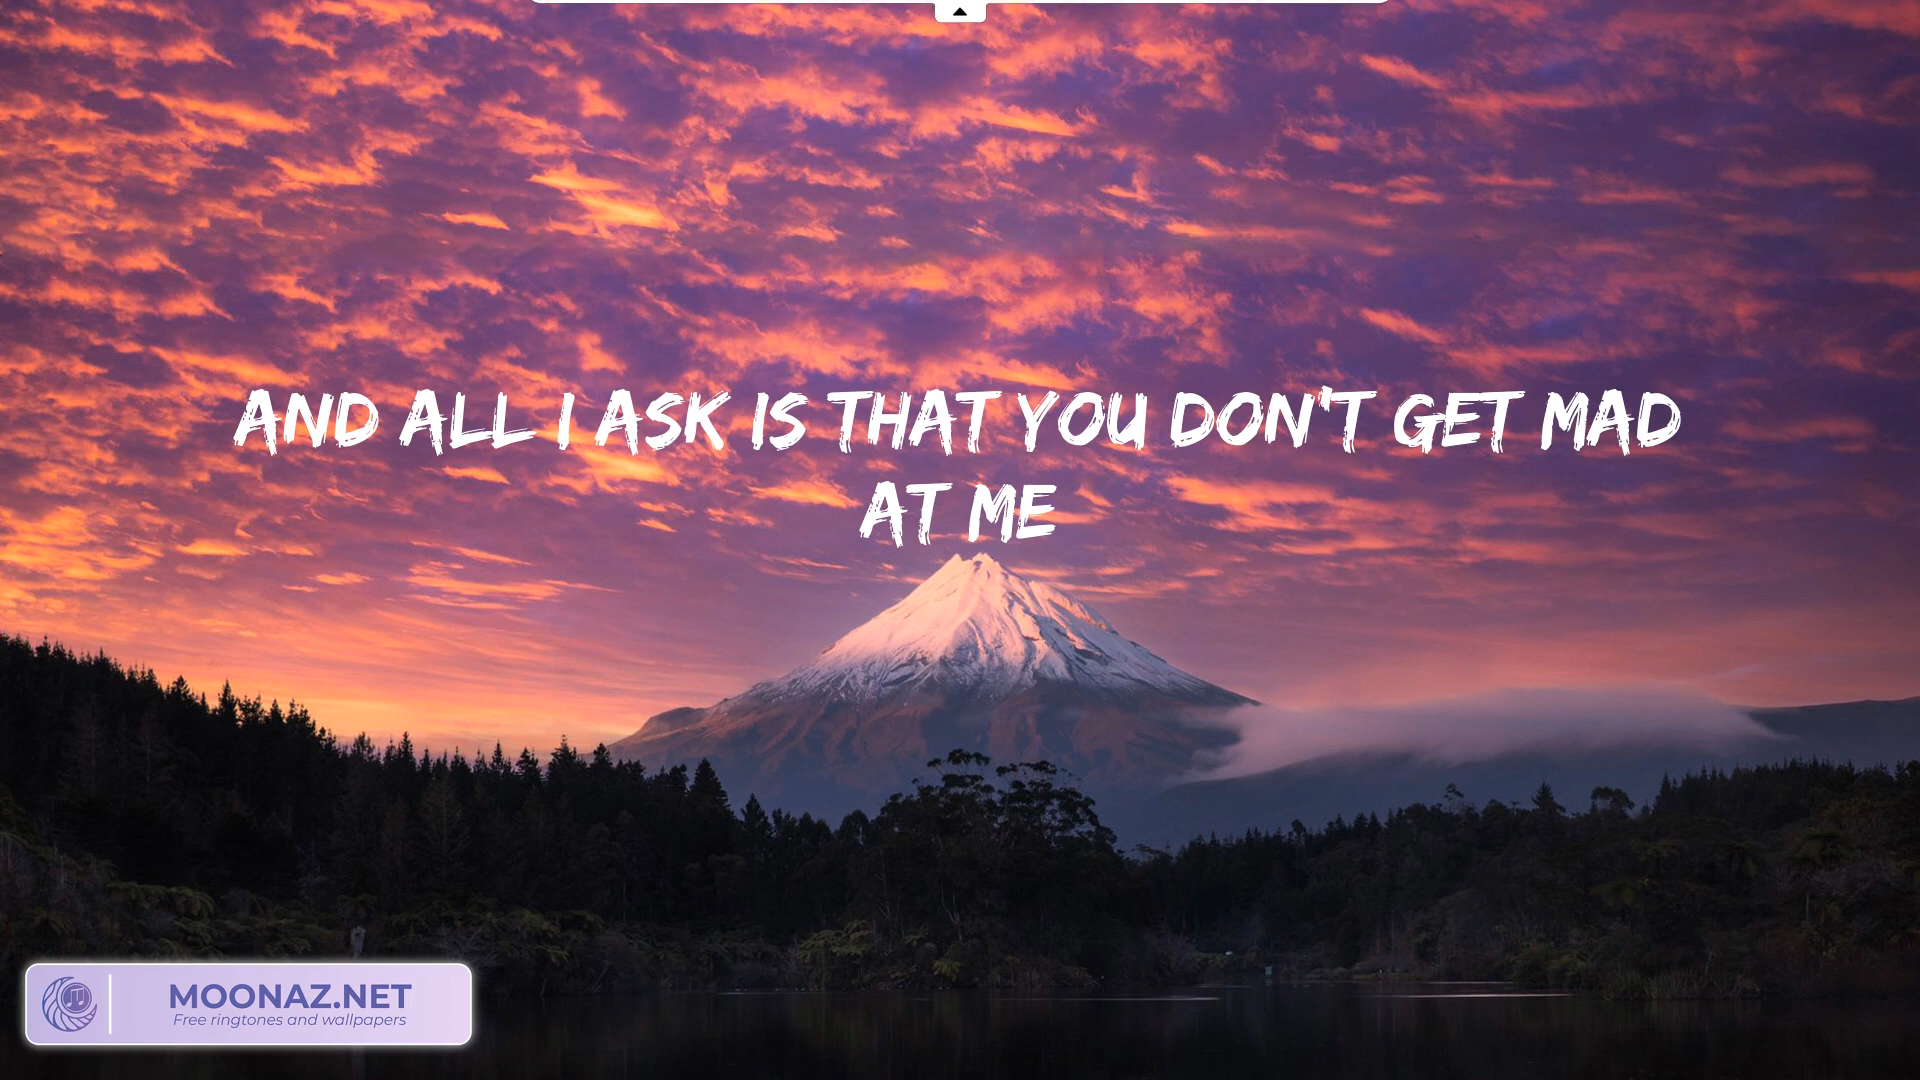 AND ALL I ASK IS THAT YOU DON'T GET MAD
AT ME
MOONAZ.NET
Free ringtones and wallpapers